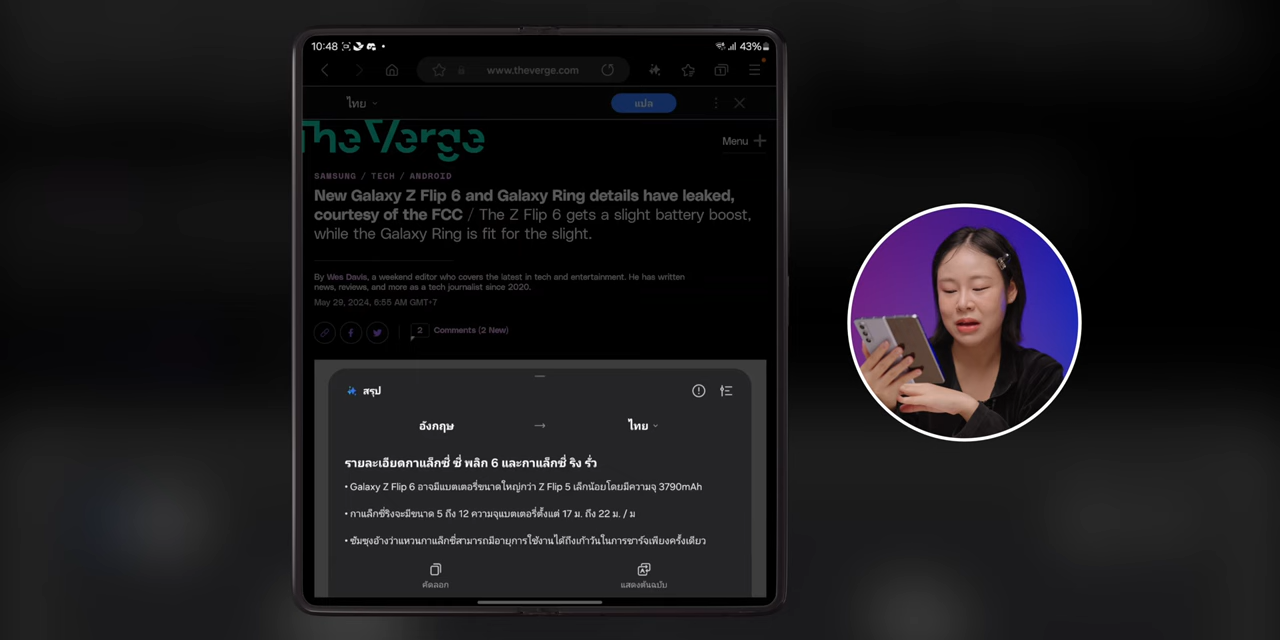 10:48
43%
www.theverge.com
ไทย
แปล
The Verge
Menu
SAMSUNG / TECH / ANDROID
New Galaxy Z Flip 6 and Galaxy Ring details have leaked,
courtesy of the FCC / The Z Flip 6 gets a slight battery boost,
while the Galaxy Ring is fit for the slight.
By Wes Davis, a weekend editor who covers the latest in tech and entertainment. He has written
news, reviews, and more as a tech journalist since 2020.
May 29, 2024, 6:55 AM GMT+7
2 Comments (2 New)
สรุป
อังกฤษ → ไทย
รายละเอียดกาแล็กซี่ ซี่ พลิก 6 และกาแล็กซี่ ริง รั่ว
• Galaxy Z Flip 6 อาจมีแบตเตอรี่ขนาดใหญ่กว่า Z Flip 5 เล็กน้อยโดยมีความจุ 3790mAh
• กาแล็กซี่ริงจะมีขนาด 5 ถึง 12 ความจุแบตเตอรี่ตั้งแต่ 17 ม. ถึง 22 ม. / ม
• ซัมซุงอ้างว่าแหวนกาแล็กซี่สามารถมีอายุการใช้งานได้ถึงเก้าวันในการชาร์จเพียงครั้งเดียว
คัดลอก
แสดงต้นฉบับ